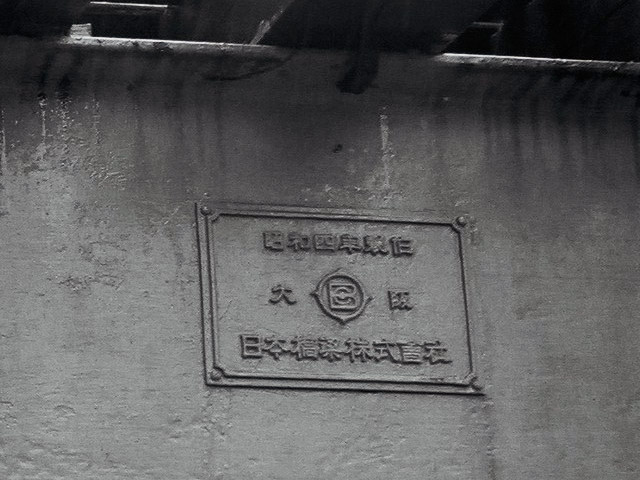 昭和四年製作
大阪
日本橋梁株式會社